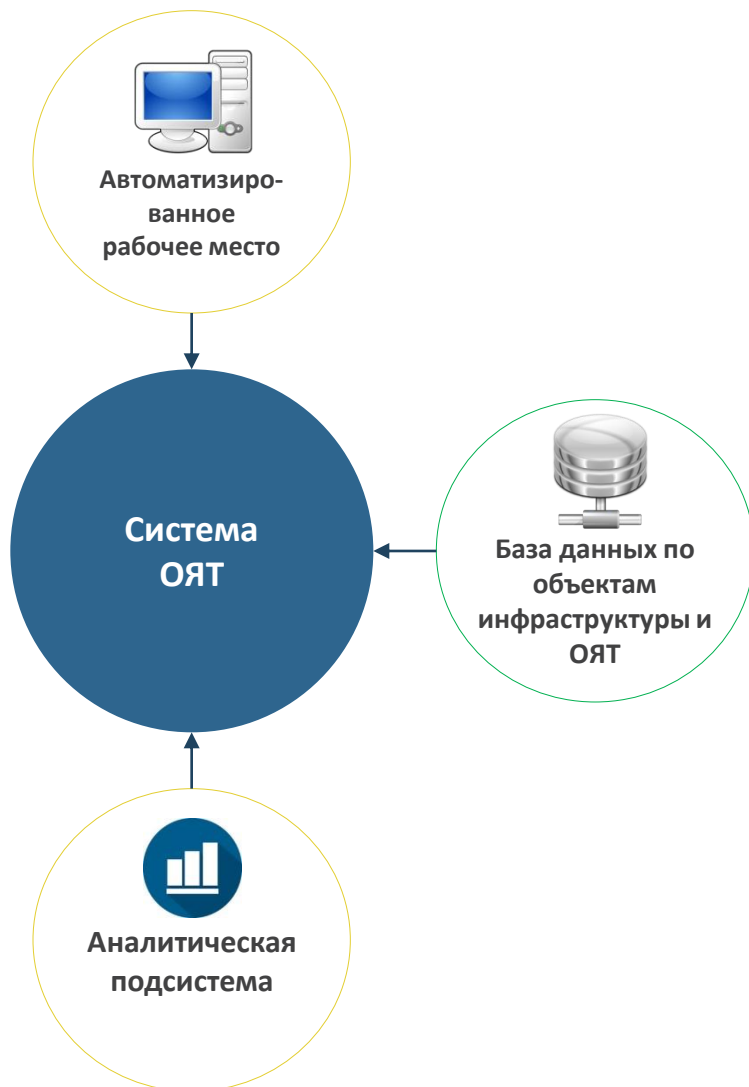 Автоматизиро-
ванное
рабочее место
Система
ОЯТ
База данных по
объектам
инфраструктуры и
ОЯТ
Аналитическая
подсистема